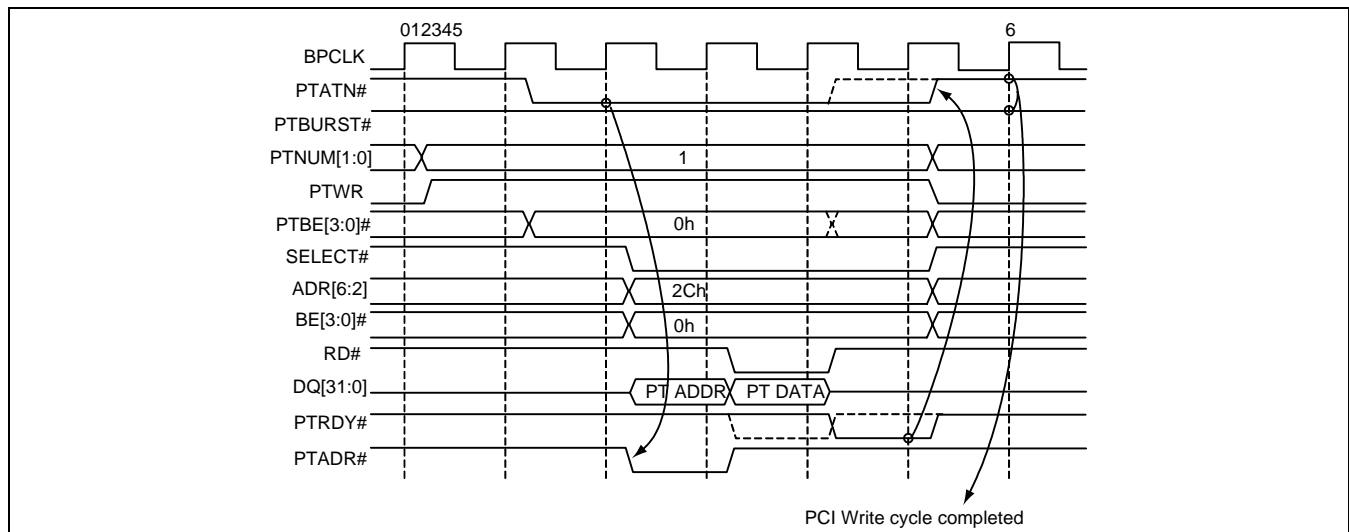 012345
6
BPCLK
PTATN#
PTBURST#
PTNUM[1:0]
1
PTWR
PTBE[3:0]#
0h
SELECT#
ADR[6:2]
2Ch
BE[3:0]#
0h
RD#
DQ[31:0]
PT ADDR
PT DATA
PTRDY#
PTADR#
PCI Write cycle completed